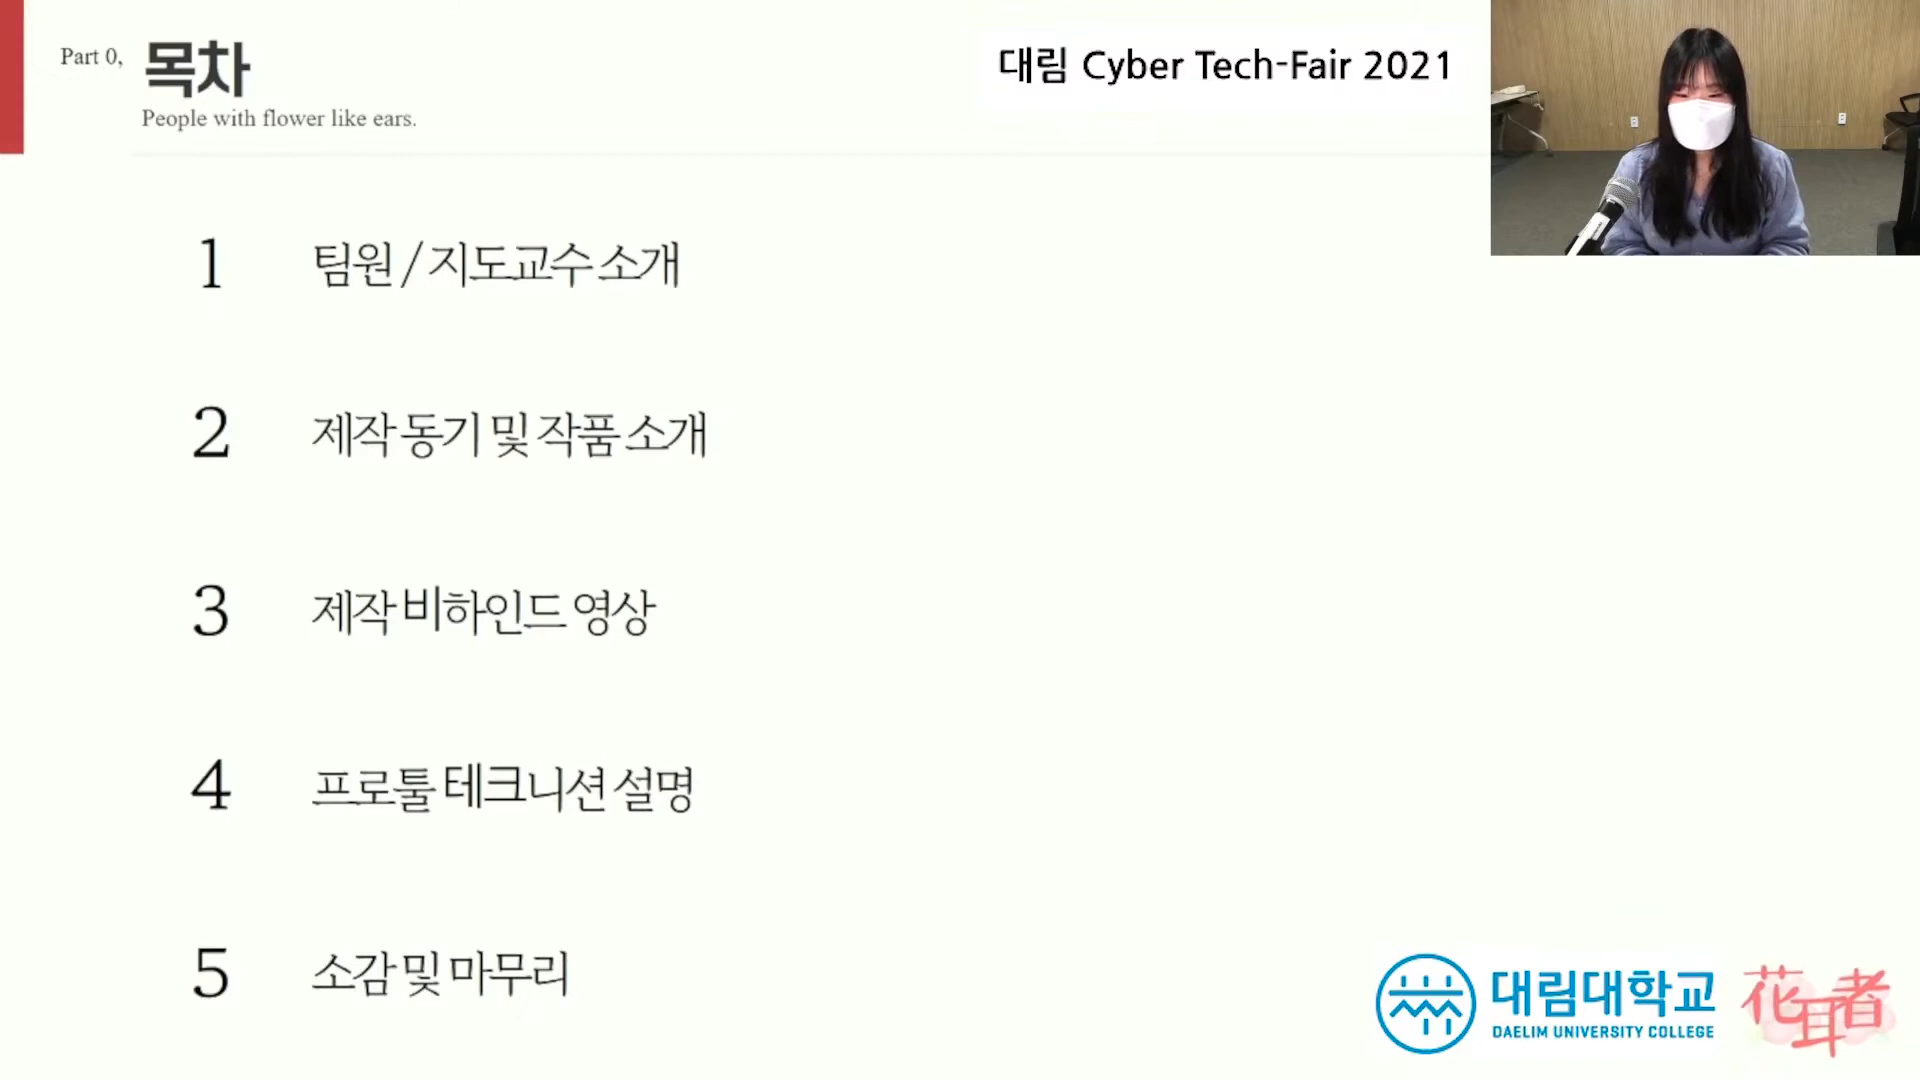 Part 0,
목차
People with flower like ears.
대림 Cyber Tech-Fair 2021
1 팀원 / 지도교수 소개
2 제작 동기 및 작품 소개
3 제작 비하인드 영상
4 프로툴 테크니션 설명
5 소감 및 마무리
대림대학교
DAELIM UNIVERSITY COLLEGE
花耳者